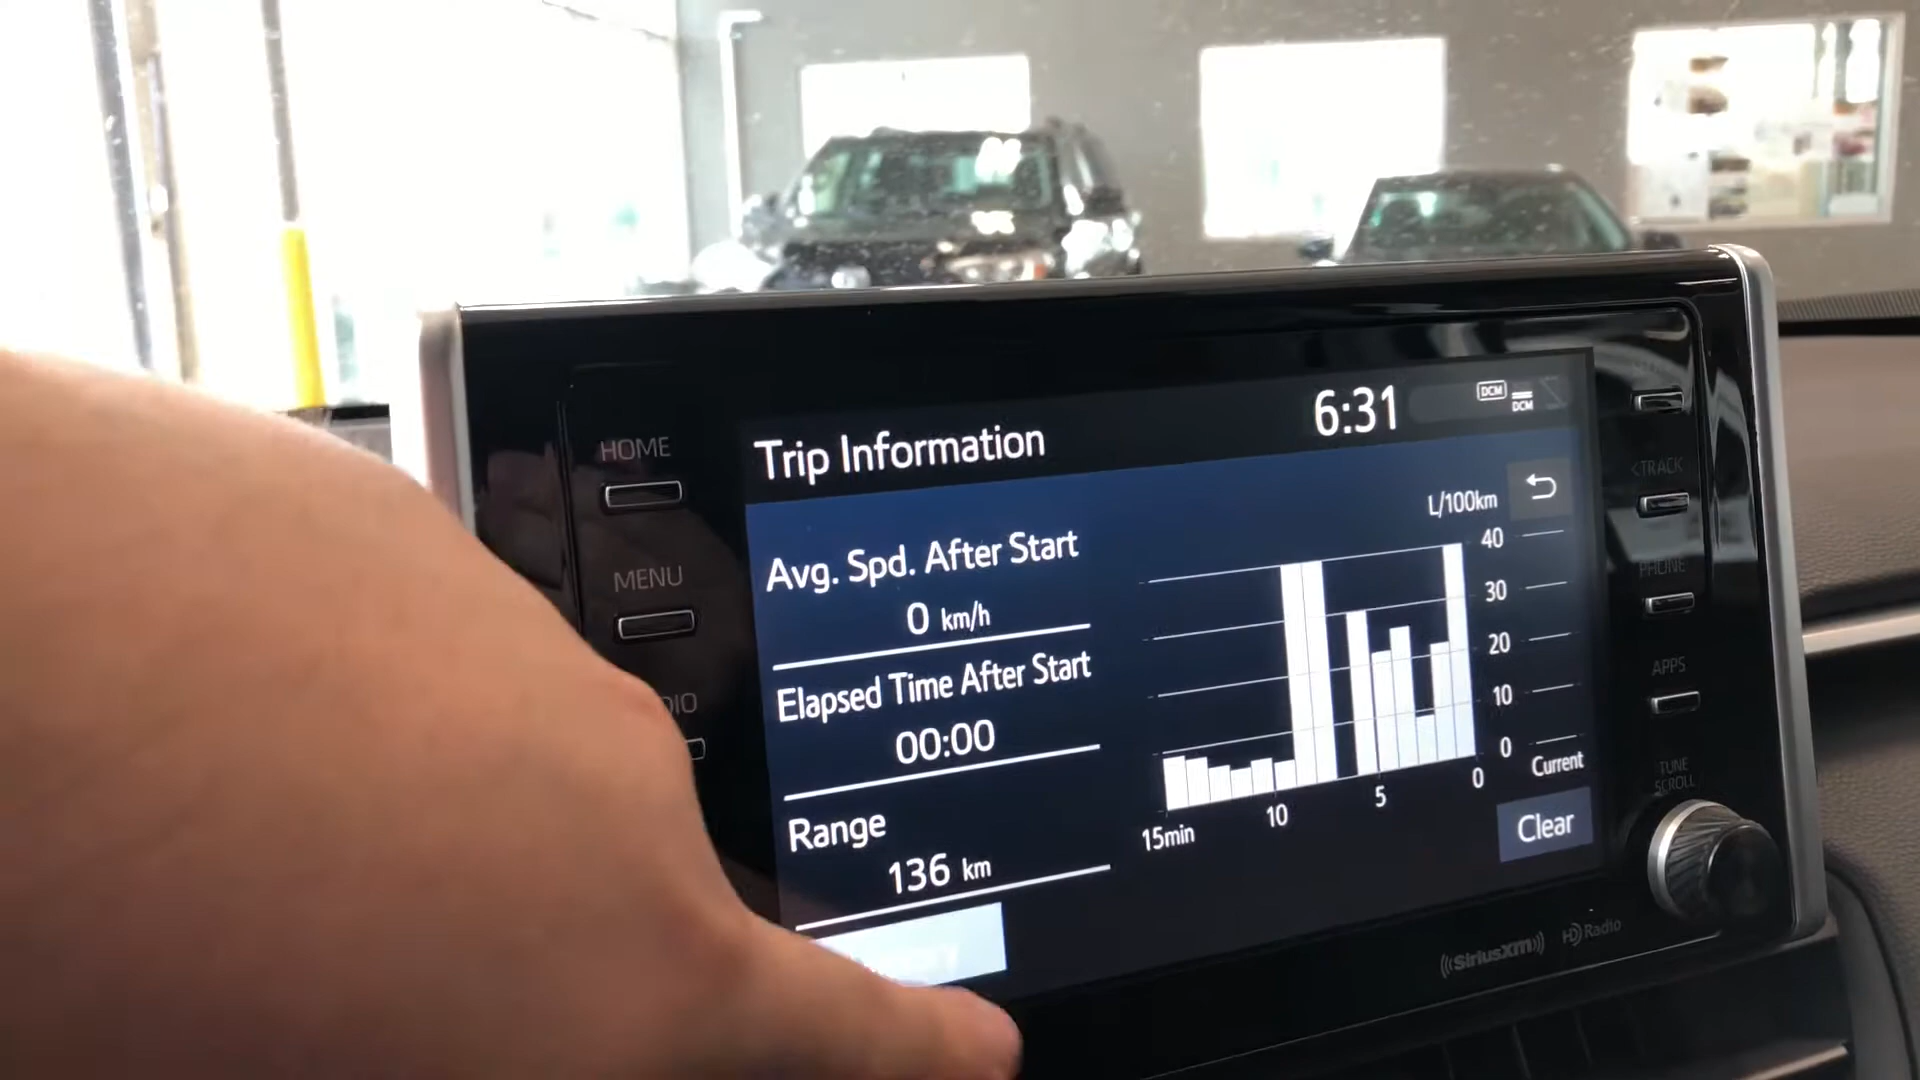 HOME
MENU
Trip Information
6:31
DCM
DCM
L/100km
Avg. Spd. After Start
0 km/h
Elapsed Time After Start
00:00
Range
136 km
40
30
20
10
0
Current
15min
10
5
0
Clear
<TRACK
PHONE
APPS
TUNE
SCROLL
SiriusXM
HD Radio